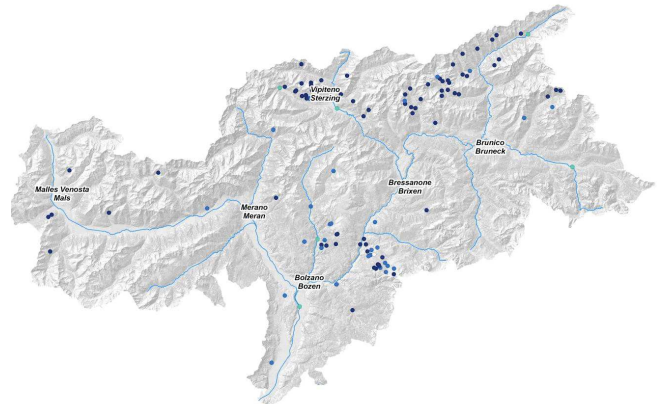 Vipiteno
Sterzing
Brunico
Bruneck
Malles Venosta
Mals
Bressanone
Brixen
Merano
Meran
Bolzano
Bozen